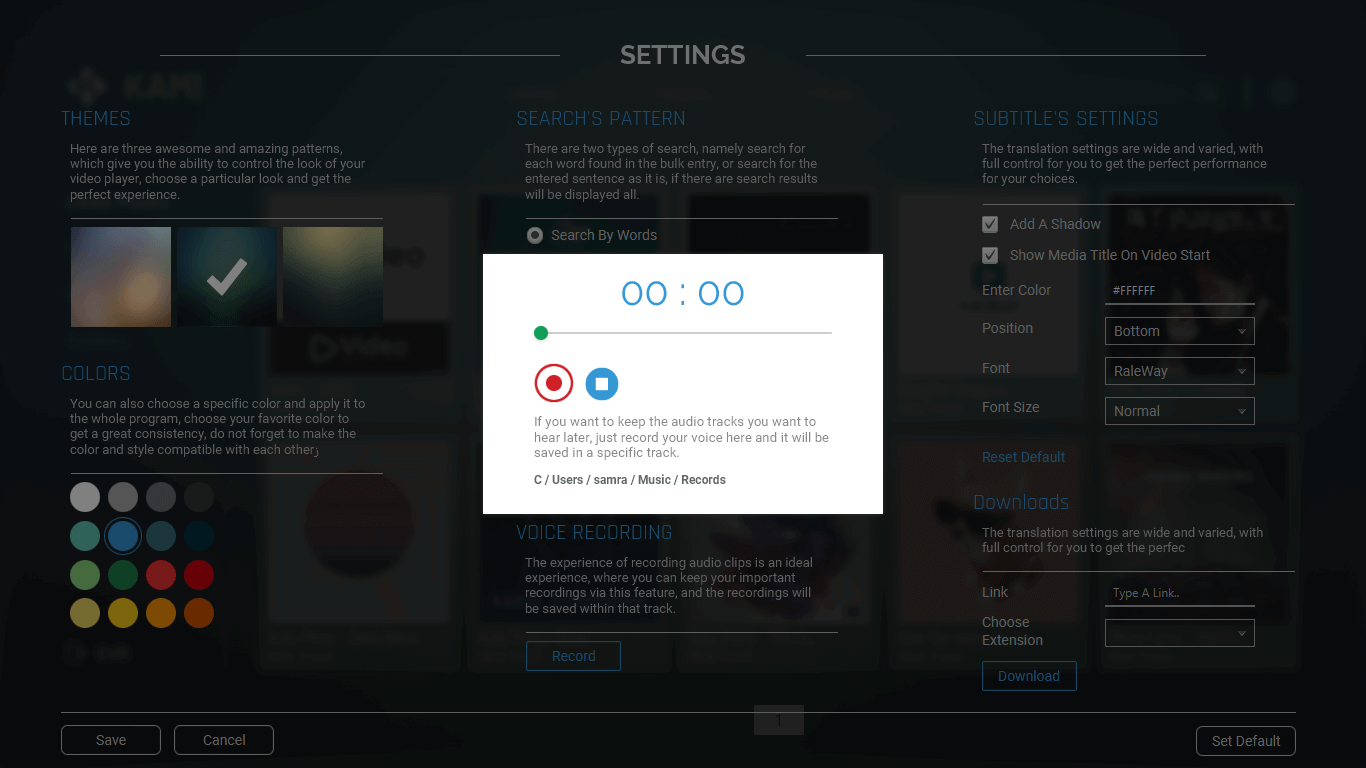 SETTINGS
KAMI
THEMES
Here are three awesome and amazing patterns,
which give you the ability to control the look of your
video player, choose a particular look and get the
perfect experience.
COLORS
You can also choose a specific color and apply it to
the whole program, choose your favorite color to
get a great consistency, do not forget to make the
color and style compatible with each other;
SEARCH'S PATTERN
There are two types of search, namely search for
each word found in the bulk entry, or search for the
entered sentence as it is, if there are search results
will be displayed all.
Search By Words
00 : 00
If you want to keep the audio tracks you want to
hear later, just record your voice here and it will be
saved in a specific track.
C / Users / samra / Music / Records
VOICE RECORDING
The experience of recording audio clips is an ideal
experience, where you can keep your important
recordings via this feature, and the recordings will
be saved within that track.
Record
SUBTITLE'S SETTINGS
The translation settings are wide and varied, with
full control for you to get the perfect performance
for your choices.
Add A Shadow
Show Media Title On Video Start
Enter Color #FFFFFF
Position Bottom
Font RaleWay
Font Size Normal
Reset Default
Downloads
The translation settings are wide and varied, with
full control for you to get the perfec
Link Type A Link..
Choose
Extension
Download
Video
1
Save Cancel Set Default